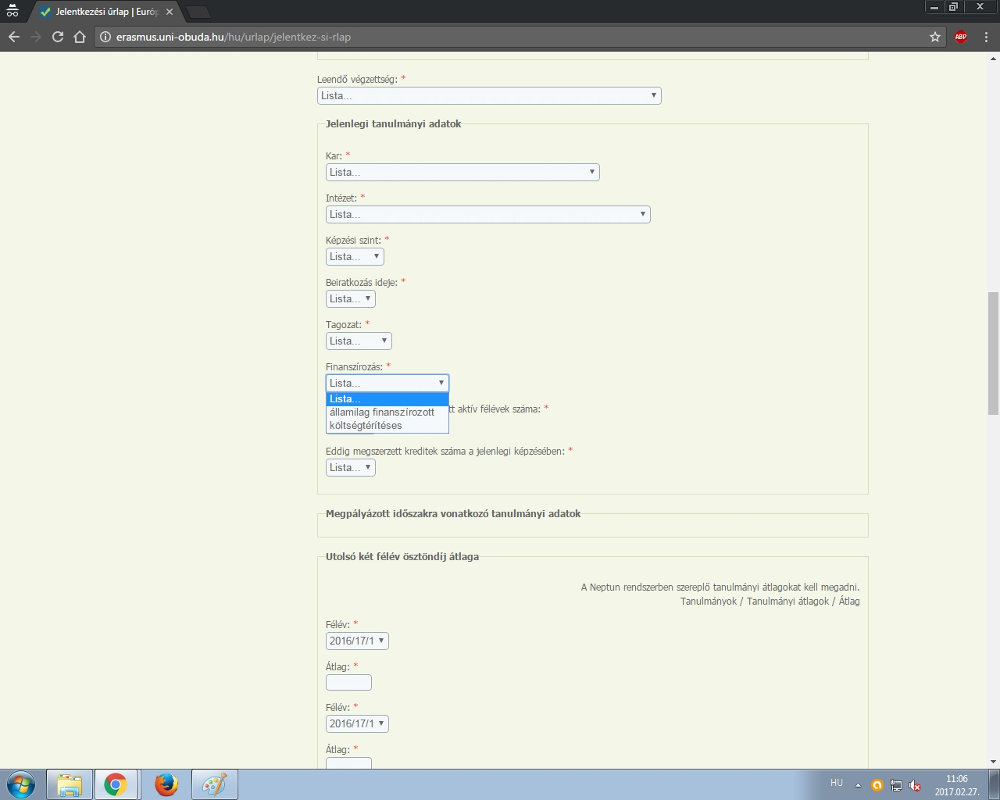 Jelentkezési űrlap | Európ
erasmus.uni-obuda.hu/hu/urlap/jelentkez-si-rlap
ABP
Leendő végzettség: *
Lista...
Jelenlegi tanulmányi adatok
Kar: *
Lista...
Intézet: *
Lista...
Képzési szint: *
Lista...
Beiratkozás ideje: *
Lista...
Tagozat: *
Lista...
Finanszírozás: *
Lista...
Lista...
államilag finanszírozott
költségtérítéses
tt aktív félévek száma: *
Eddig megszerzett kreditek száma a jelenlegi képzésében: *
Lista...
Megpályázott időszakra vonatkozó tanulmányi adatok
Utolsó két félév ösztöndíj átlaga
A Neptun rendszerben szereplő tanulmányi átlagokat kell megadni.
Tanulmányok / Tanulmányi átlagok / Átlag
Félév: *
2016/17/1
Átlag: *
Félév: *
2016/17/1
Átlag: *
HU
11:06
2017.02.27.